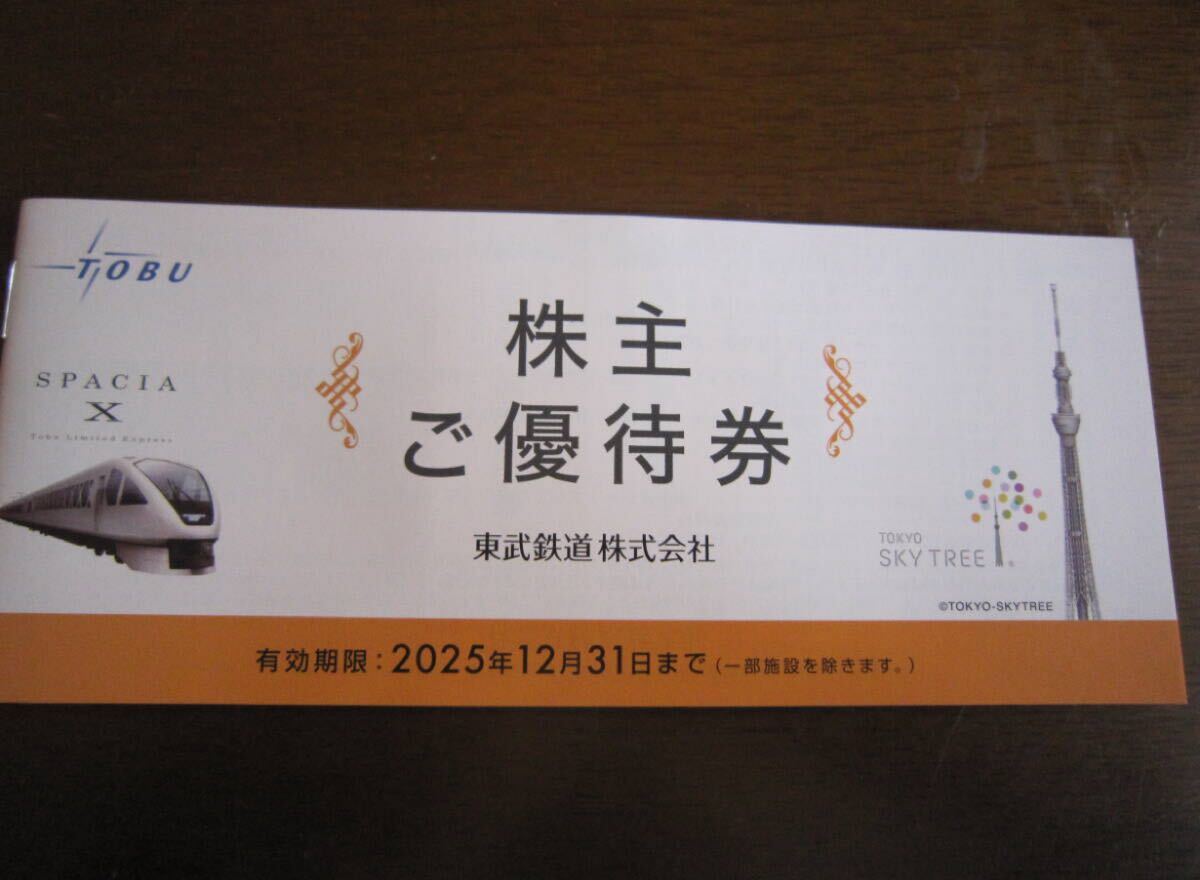 TOBU
SPACIA
X
Tobu Limited Express
株主
ご優待券
東武鉄道株式会社
TOKYO
SKYTREE®
©TOKYO-SKYTREE
有効期限：2025年12月31日まで（一部施設を除きます。）